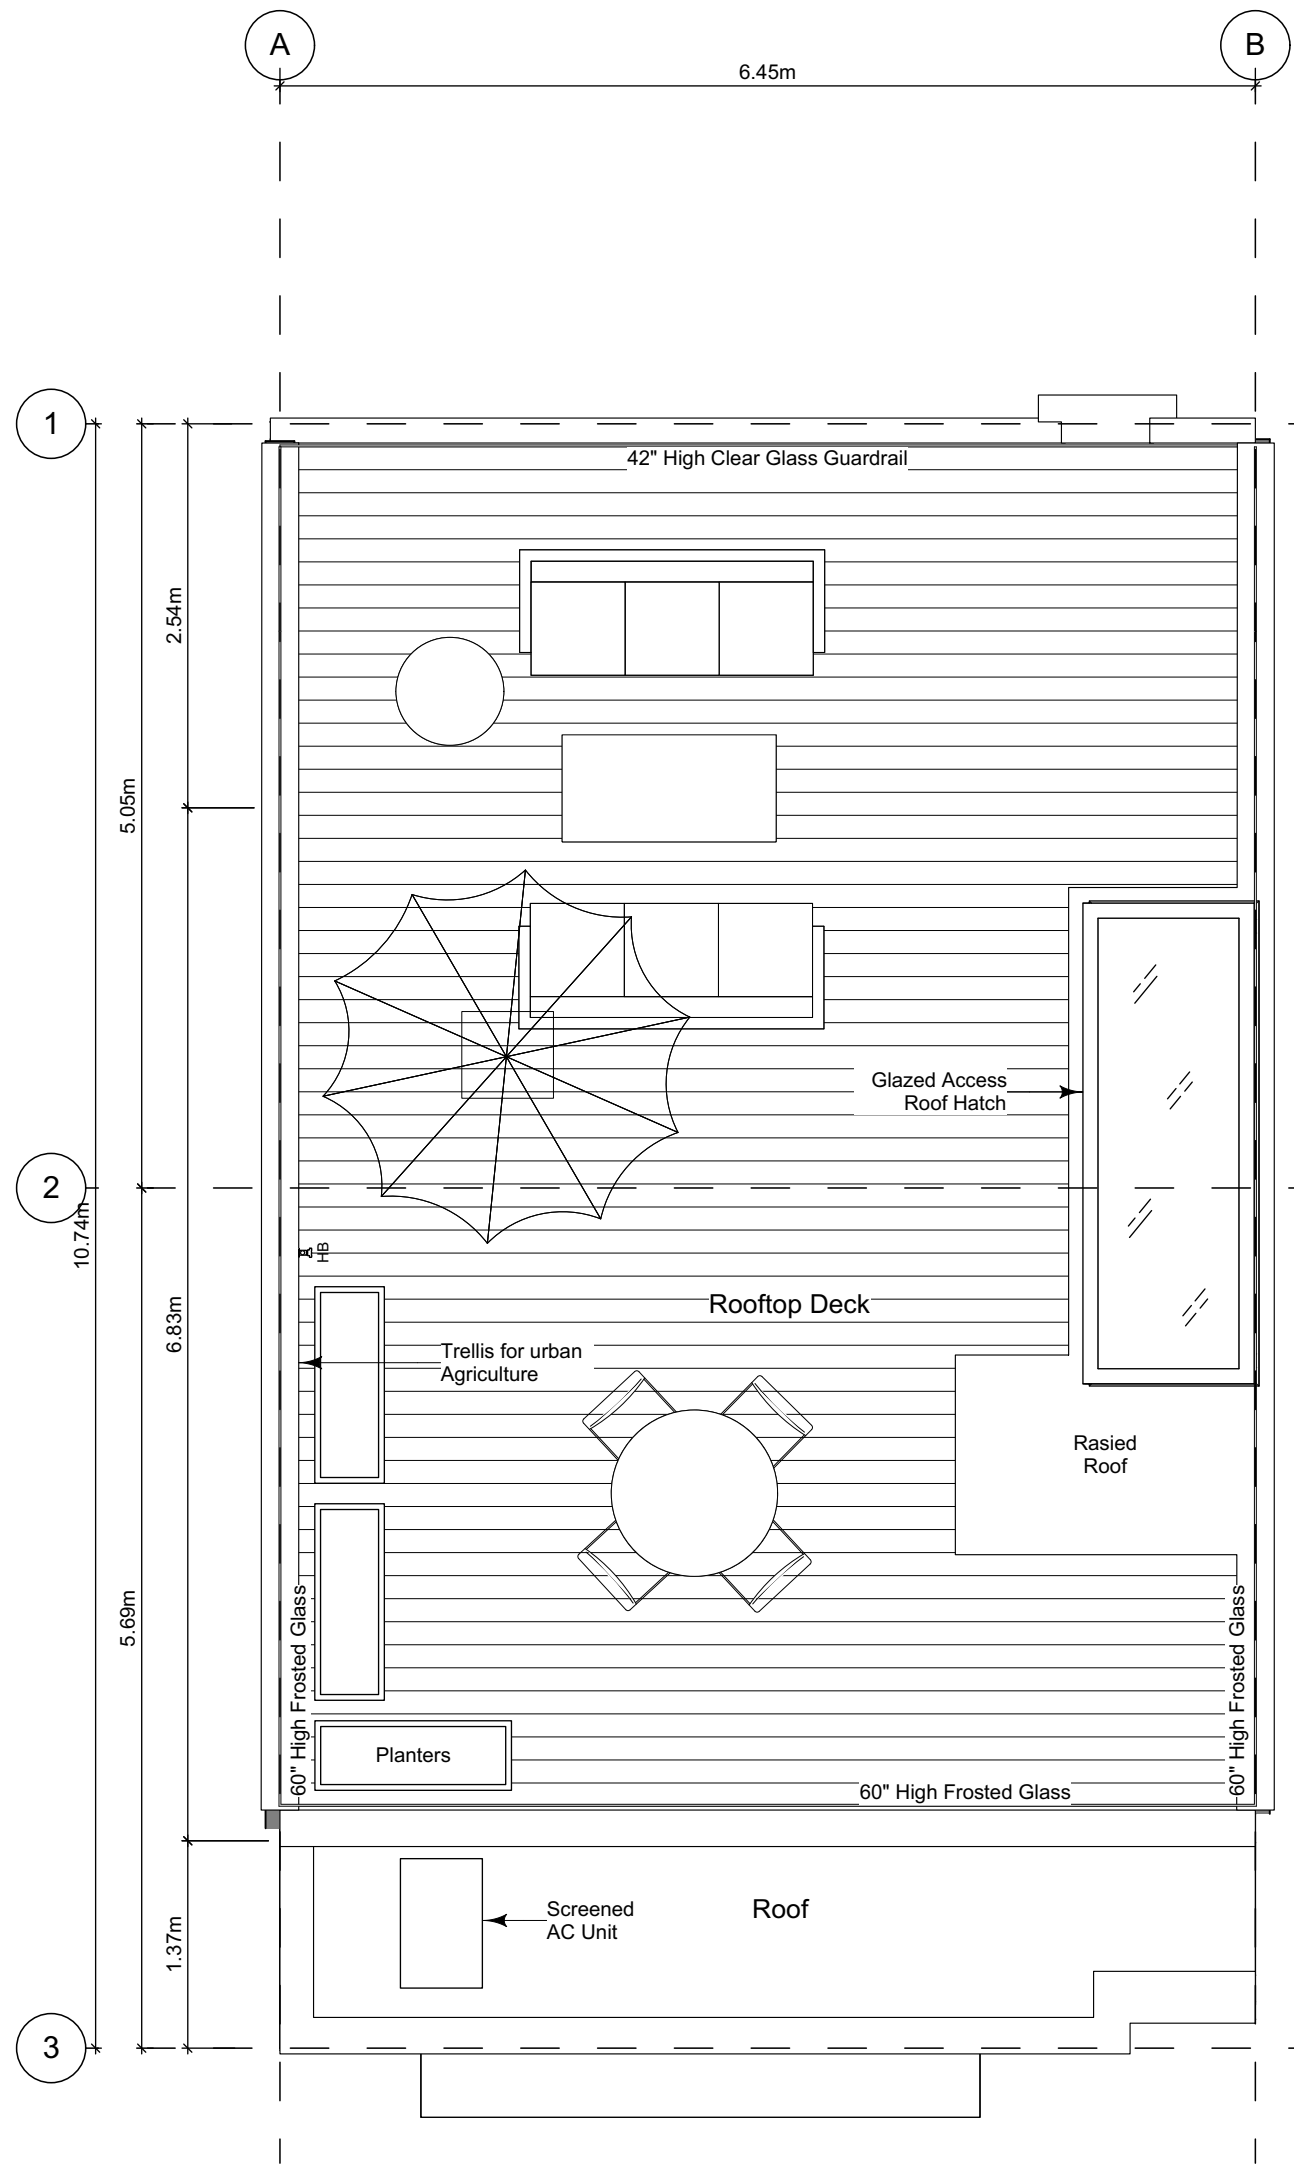 A
B
6.45m
1
42" High Clear Glass Guardrail
2.54m
5.05m
Glazed Access
Roof Hatch
2
10.74m
HB
Rooftop Deck
6.83m
Trellis for urban
Agriculture
Rasied
Roof
5.69m
60" High Frosted Glass
60" High Frosted Glass
Planters
60" High Frosted Glass
Screened
AC Unit
Roof
1.37m
3